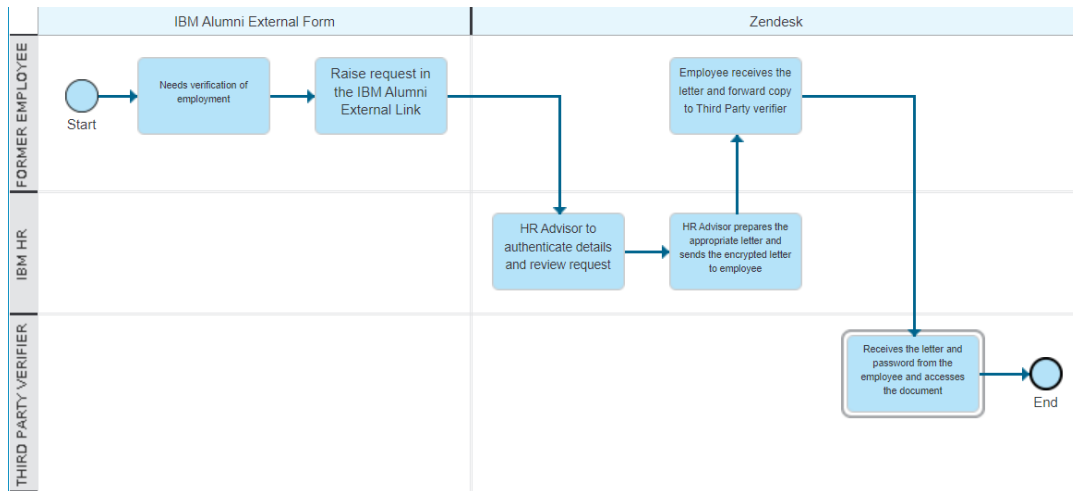 IBM Alumni External Form
Zendesk
FORMER EMPLOYEE
Start
Needs verification of
employment
Raise request in
the IBM Alumni
External Link
Employee receives the
letter and forward copy
to Third Party verifier
IBM HR
HR Advisor to
authenticate details
and review request
HR Advisor prepares the
appropriate letter and
sends the encrypted letter
to employee
THIRD PARTY VERIFIER
Receives the letter and
password from the
employee and accesses
the document
End